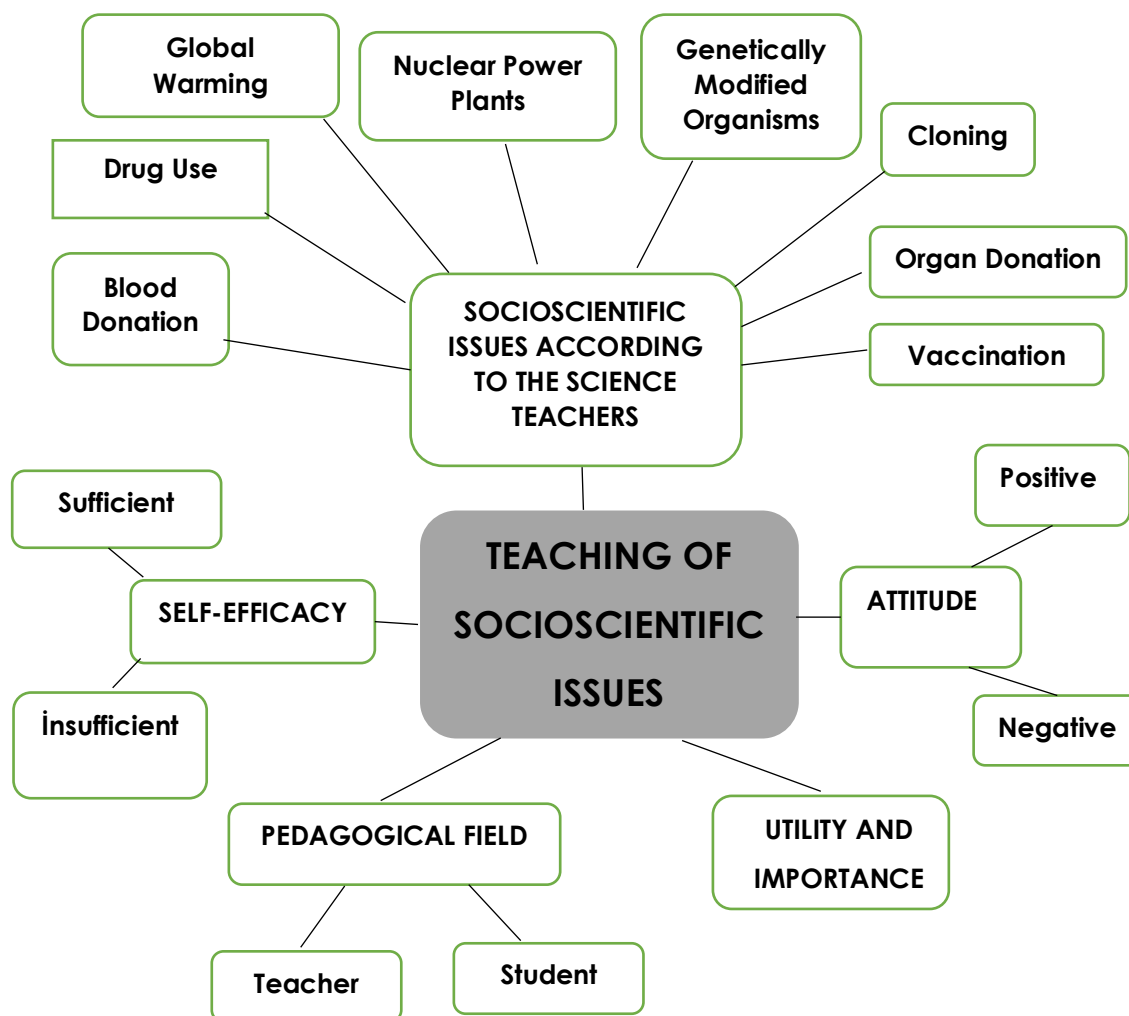 Global
Warming
Nuclear Power
Plants
Genetically
Modified
Organisms
Cloning
Drug Use
Organ Donation
Blood
Donation
Vaccination
SOCIOSCIENTIFIC
ISSUES ACCORDING
TO THE SCIENCE
TEACHERS
Sufficient
Positive
TEACHING OF
SOCIOSCIENTIFIC
ISSUES
SELF-EFFICACY
ATTITUDE
İnsufficient
Negative
PEDAGOGICAL FIELD
UTILITY AND
IMPORTANCE
Teacher
Student